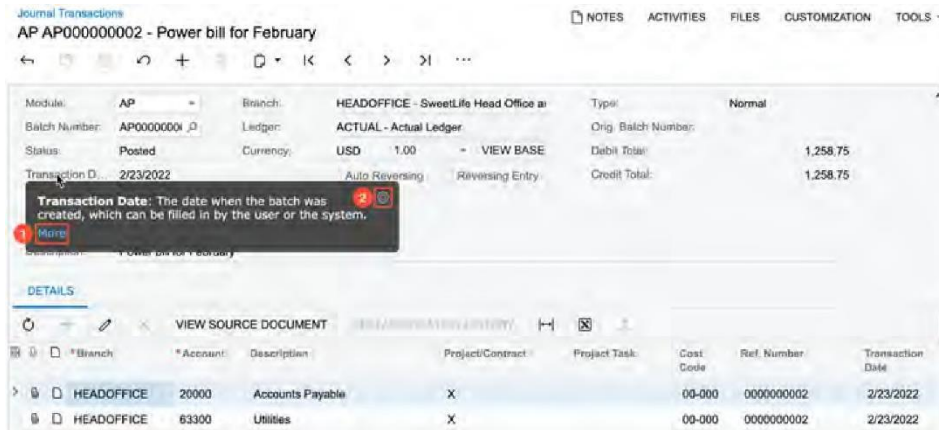 Journal Transactions
NOTES ACTIVITIES FILES CUSTOMIZATION TOOLS
AP AP000000002 - Power bill for February
Module: AP Branch: HEADOFFICE - SweetLife Head Office a Type: Normal
Batch Number: AP0000000 Ledger: ACTUAL - Actual Ledger Orig. Batch Number:
Status: Posted Currency: USD 1.00 VIEW BASE Debit Total: 1,258.75
Transaction D... 2/23/2022 Auto Reversing Reversing Entry Credit Total: 1,258.75
Transaction Date: The date when the batch was 2
created, which can be filled in by the user or the system.
1 More
Description: Power bill for February
DETAILS
VIEW SOURCE DOCUMENT
*Branch *Account Description Project/Contract Project Task Cost Code Ref. Number Transaction Date
HEADOFFICE 20000 Accounts Payable X 00-000 0000000002 2/23/2022
HEADOFFICE 63300 Utilities X 00-000 0000000002 2/23/2022